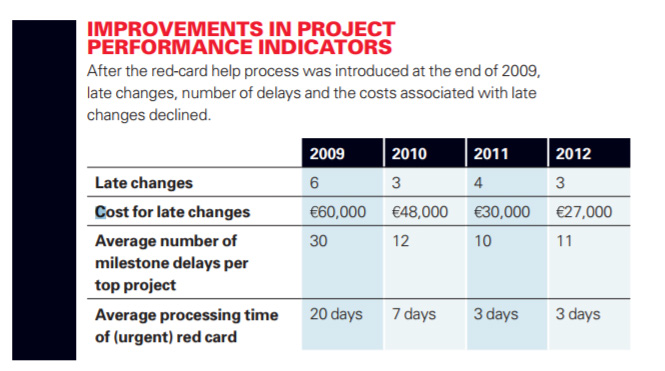 IMPROVEMENTS IN PROJECT
PERFORMANCE INDICATORS
After the red-card help process was introduced at the end of 2009,
late changes, number of delays and the costs associated with late
changes declined.
2009 2010 2011 2012
Late changes 6 3 4 3
Cost for late changes €60,000 €48,000 €30,000 €27,000
Average number of 30 12 10 11
milestone delays per
top project
Average processing time 20 days 7 days 3 days 3 days
of (urgent) red card